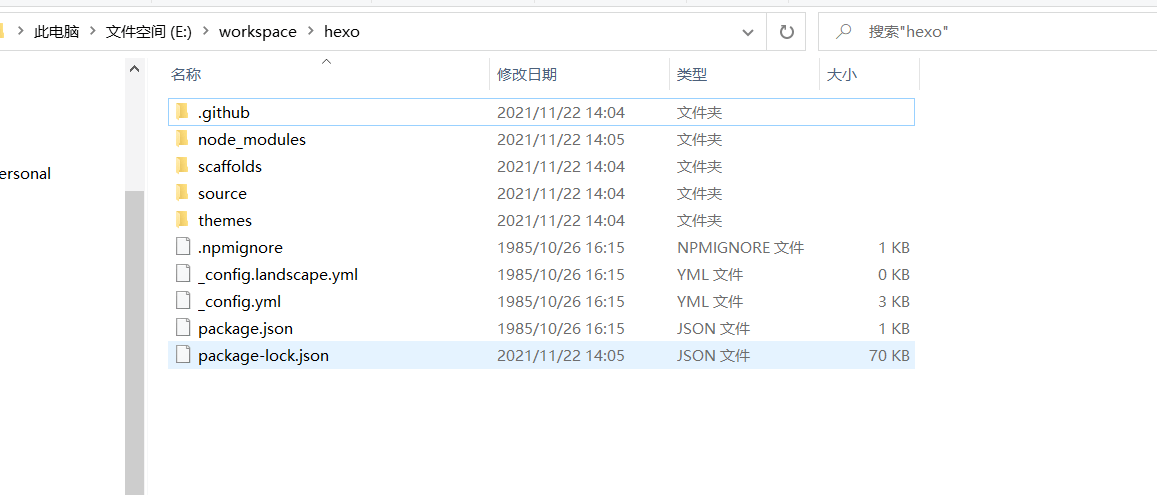 此电脑 文件空间 (E:) workspace hexo 搜索"hexo"
名称 修改日期 类型 大小
.github 2021/11/22 14:04 文件夹
node_modules 2021/11/22 14:05 文件夹
scaffolds 2021/11/22 14:04 文件夹
ersonal
source 2021/11/22 14:04 文件夹
themes 2021/11/22 14:04 文件夹
.npmignore 1985/10/26 16:15 NPMIGNORE 文件 1 KB
_config.landscape.yml 1985/10/26 16:15 YML 文件 0 KB
_config.yml 1985/10/26 16:15 YML 文件 3 KB
package.json 1985/10/26 16:15 JSON 文件 1 KB
package-lock.json 2021/11/22 14:05 JSON 文件 70 KB